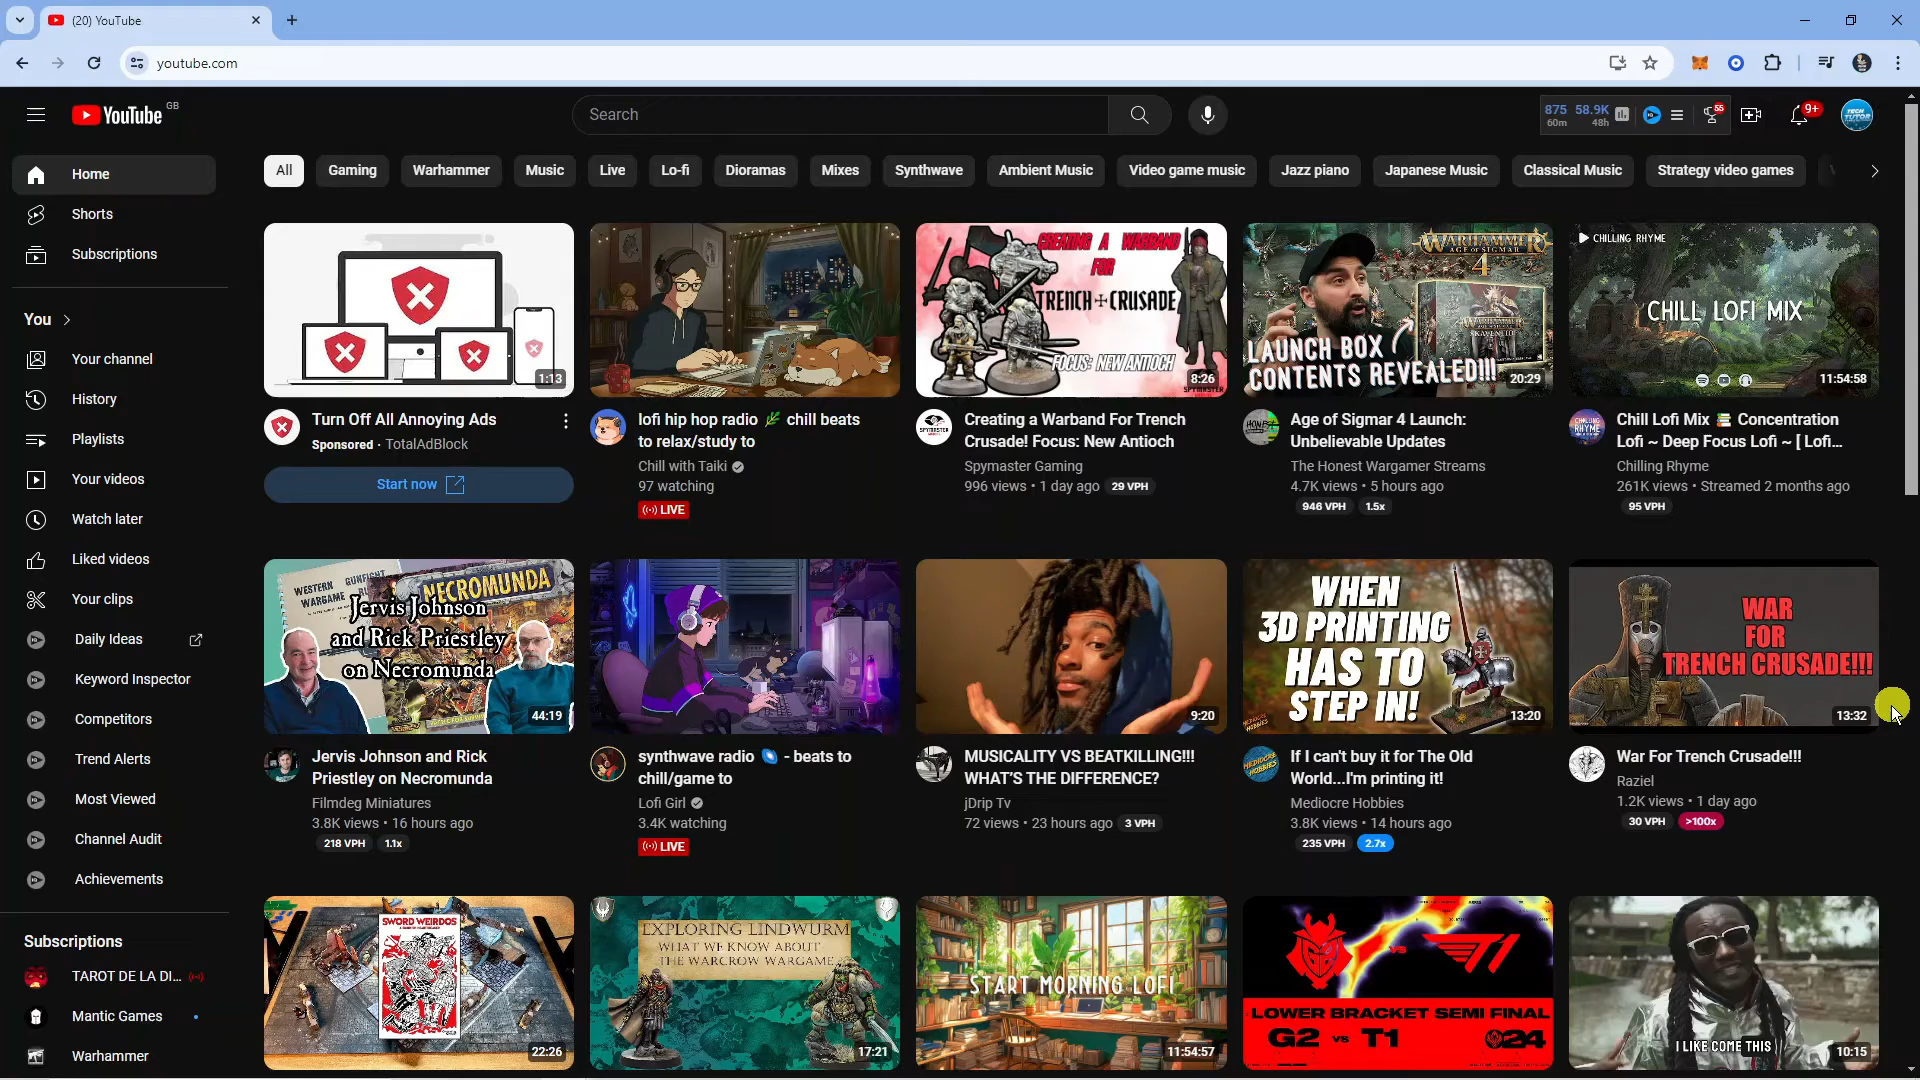 (20) YouTube
youtube.com
YouTube GB
Search
875 58.9K
60m 48h
55
9+
Home
Shorts
Subscriptions
You
Your channel
History
Playlists
Your videos
Watch later
Liked videos
Your clips
Daily Ideas
Keyword Inspector
Competitors
Trend Alerts
Most Viewed
Channel Audit
Achievements
Subscriptions
TAROT DE LA DI...
Mantic Games
Warhammer
All
Gaming
Warhammer
Music
Live
Lo-fi
Dioramas
Mixes
Synthwave
Ambient Music
Video game music
Jazz piano
Japanese Music
Classical Music
Strategy video games
1:13
Turn Off All Annoying Ads
Sponsored · TotalAdBlock
Start now
lofi hip hop radio 🌿 chill beats
to relax/study to
Chill with Taiki
97 watching
LIVE
CREATING A WARBAND
FOR
TRENCH CRUSADE
FOCUS: NEW ANTIOCH
8:26
SPYMASTER
Creating a Warband For Trench
Crusade! Focus: New Antioch
Spymaster Gaming
996 views • 1 day ago 29 VPH
WARHAMMER
AGE OF SIGMAR
4
LAUNCH BOX
CONTENTS REVEALED!!!
20:29
Age of Sigmar 4 Launch:
Unbelievable Updates
The Honest Wargamer Streams
4.7K views • 5 hours ago
946 VPH 1.5x
CHILLING RHYME
CHILL LOFI MIX
11:54:58
Chill Lofi Mix 📚 Concentration
Lofi ~ Deep Focus Lofi ~ [ Lofi...
Chilling Rhyme
261K views • Streamed 2 months ago
95 VPH
WESTERN GUNFIGHT
WARGAME
NECROMUNDA
Jervis Johnson
and Rick Priestley
on Necromunda
44:19
Jervis Johnson and Rick
Priestley on Necromunda
Filmdeg Miniatures
3.8K views • 16 hours ago
218 VPH 1.1x
synthwave radio 🌌 - beats to
chill/game to
Lofi Girl
3.4K watching
LIVE
9:20
MUSICALITY VS BEATKILLING!!!
WHAT'S THE DIFFERENCE?
jDrip Tv
72 views • 23 hours ago 3 VPH
WHEN
3D PRINTING
HAS TO
STEP IN!
13:20
If I can't buy it for The Old
World...I'm printing it!
Mediocre Hobbies
3.8K views • 14 hours ago
235 VPH 2.7x
WAR
FOR
TRENCH CRUSADE!!!
13:32
War For Trench Crusade!!!
Raziel
1.2K views • 1 day ago
30 VPH >100x
SWORD WEIRDOS
22:26
EXPLORING LINDWURM
WHAT WE KNOW ABOUT
THE WARCROW WARGAME
17:21
START MORNING LOFI
11:54:57
VS T1
LOWER BRACKET SEMI FINAL
G2 VS T1
24
I LIKE COME THIS
10:15